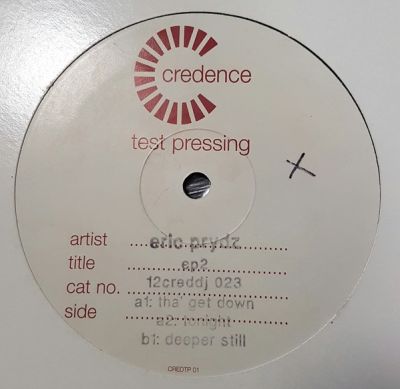 credence
test pressing
artist eric prydz
title ep2
cat no. 12creddj 023
side a1: tha' get down
a2: tonight
b1: deeper still
CREDTP 01